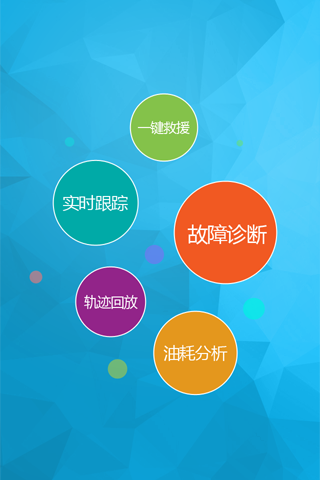 一键救援
实时跟踪
故障诊断
轨迹回放
油耗分析